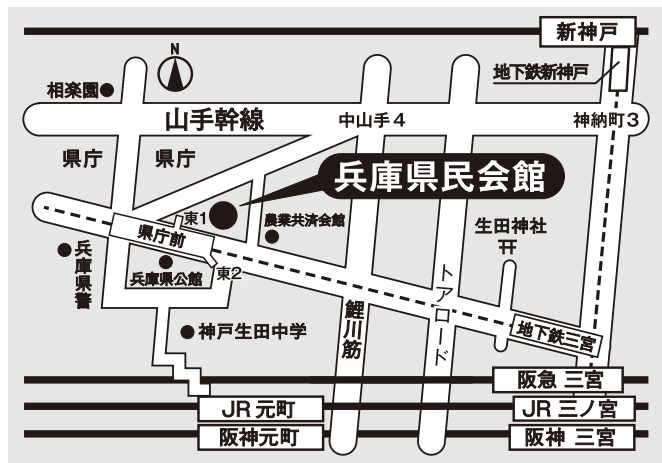 新神戸
N
地下鉄新神戸
相楽園
山手幹線
中山手4
神納町3
県庁
県庁
兵庫県民会館
東1
農業共済会館
生田神社
県庁前
兵庫県警
兵庫県公館
東2
トアロード
鯉川筋
地下鉄三宮
神戸生田中学
阪急 三宮
JR 元町
JR 三ノ宮
阪神元町
阪神 三宮